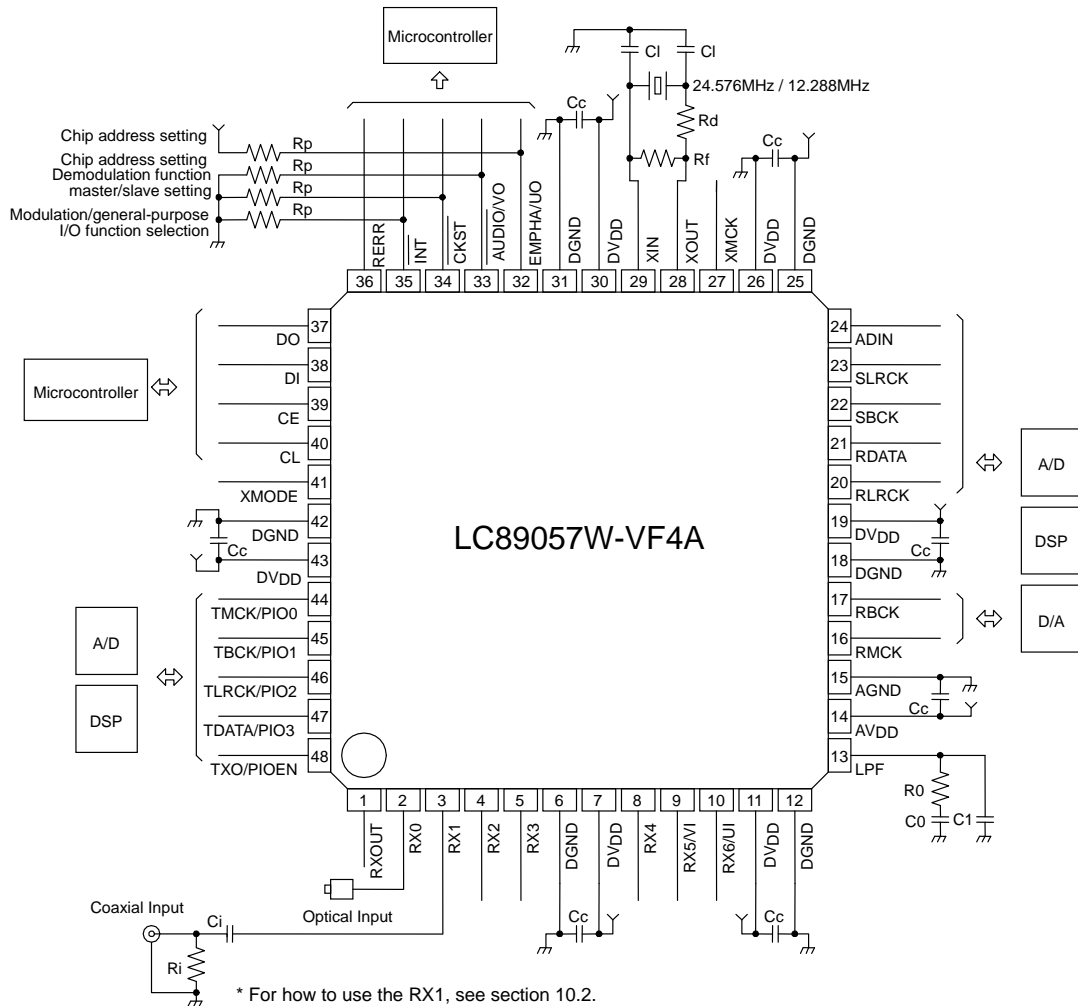 Microcontroller
Cl
Cl
24.576MHz / 12.288MHz
Cc
Rd
Cc
Rf
Chip address setting
Rp
Chip address setting
Rp
Demodulation function
master/slave setting
Rp
Modulation/general-purpose
I/O function selection
Rp
RERR
INT
CKST
AUDIO/VO
EMPHA/UO
DGND
DVDD
XIN
XOUT
XMCK
DVDD
DGND
36
35
34
33
32
31
30
29
28
27
26
25
Microcontroller
37
DO
38
DI
39
CE
40
CL
41
XMODE
42
DGND
Cc
43
DVDD
44
TMCK/PIO0
45
TBCK/PIO1
46
TLRCK/PIO2
47
TDATA/PIO3
48
TXO/PIOEN
A/D
DSP
LC89057W-VF4A
24
ADIN
23
SLRCK
22
SBCK
21
RDATA
20
RLRCK
19
DVDD
Cc
18
DGND
17
RBCK
16
RMCK
15
AGND
Cc
14
AVDD
13
LPF
R0
C0
C1
A/D
DSP
D/A
1
2
3
4
5
6
7
8
9
10
11
12
RXOUT
RX0
RX1
RX2
RX3
DGND
DVDD
RX4
RX5/VI
RX6/UI
DVDD
DGND
Coaxial Input
Optical Input
Ci
Ri
Cc
Cc
* For how to use the RX1, see section 10.2.